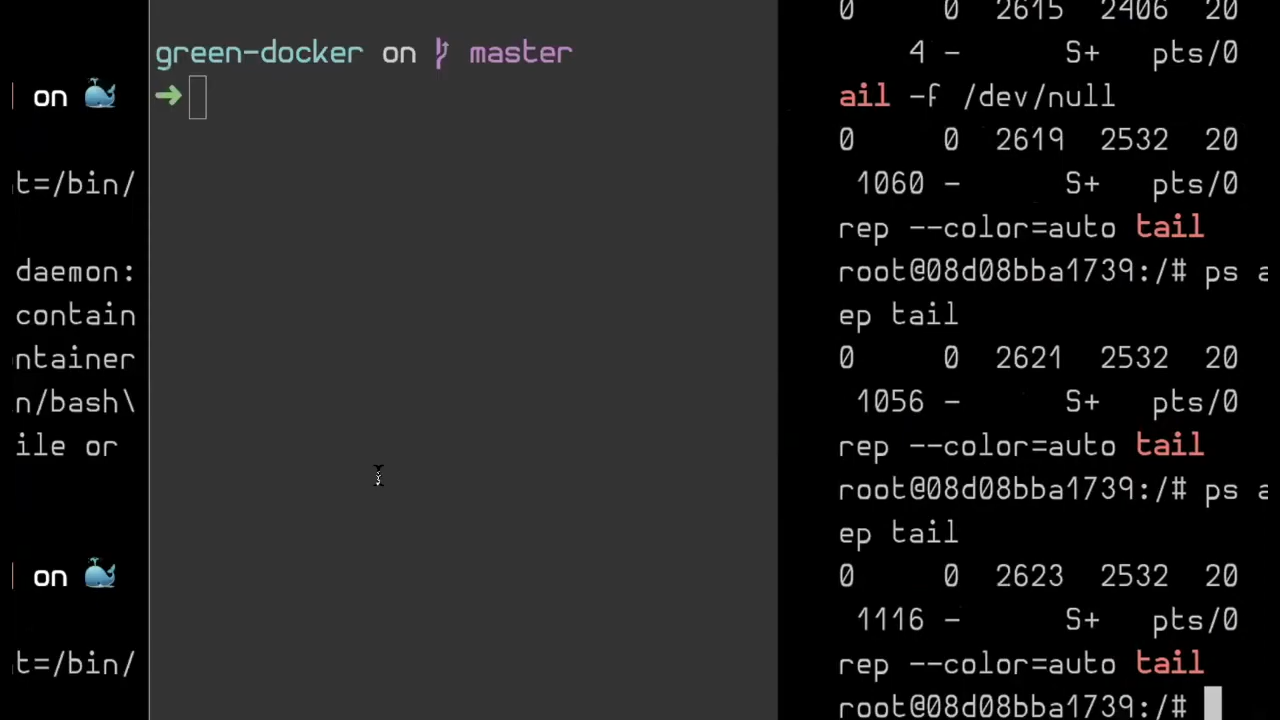 on
t=/bin/
daemon:
contain
ntainer
n/bash\
ile or
on
t=/bin/
green-docker on master
➜
0 0 2615 2406 20
4 - S+ pts/0
ail -f /dev/null
0 0 2619 2532 20
1060 - S+ pts/0
rep --color=auto tail
root@08d08bba1739:/# ps a
ep tail
0 0 2621 2532 20
1056 - S+ pts/0
rep --color=auto tail
root@08d08bba1739:/# ps a
ep tail
0 0 2623 2532 20
1116 - S+ pts/0
rep --color=auto tail
root@08d08bba1739:/#